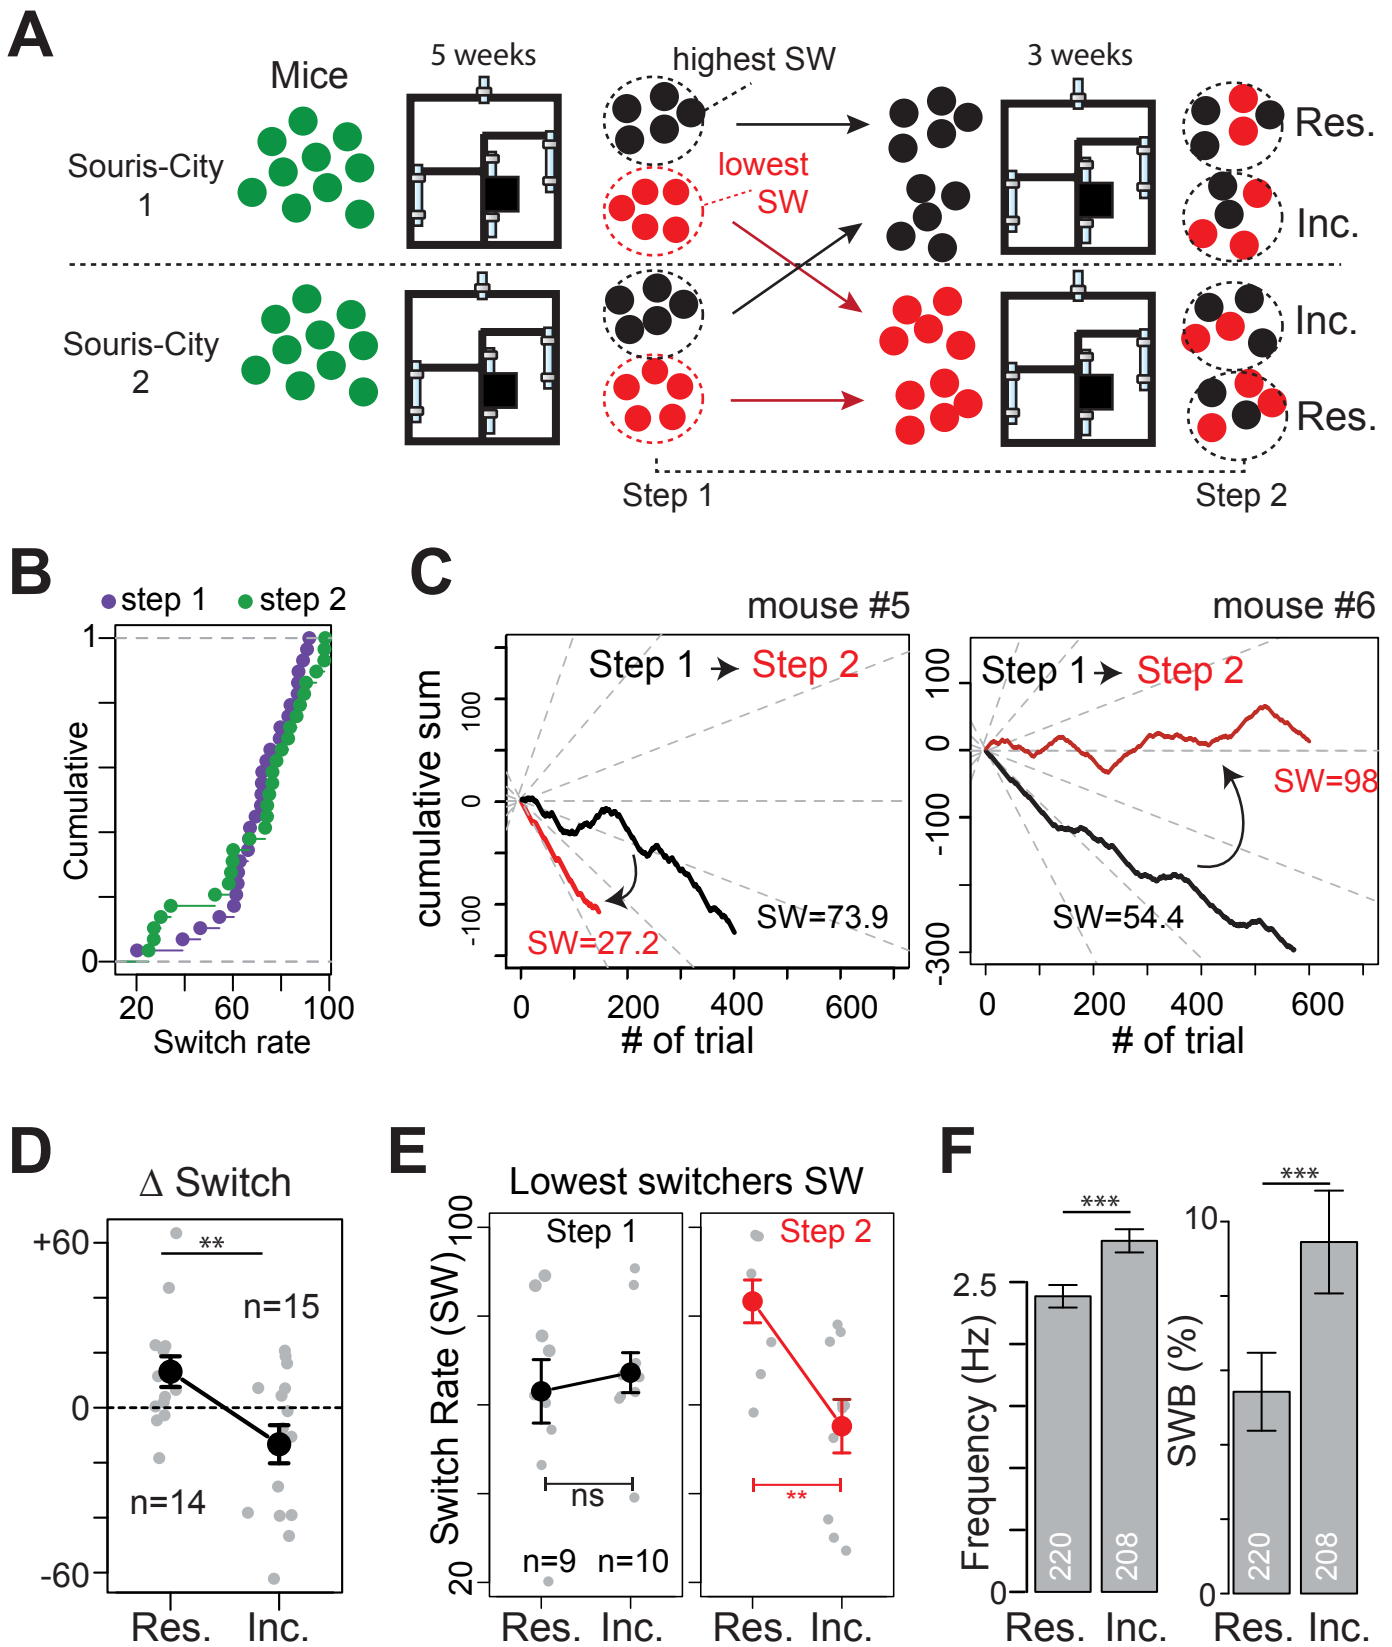 A
Mice
5 weeks
highest SW
3 weeks
Res.
Souris-City
1
lowest
SW
Inc.
Souris-City
2
Inc.
Res.
Step 1
Step 2
B
step 1
step 2
1
0
Cumulative
20
60
100
Switch rate
C
mouse #5
Step 1
Step 2
cumulative sum
100
0
-100
SW=73.9
SW=27.2
0
200
400
600
# of trial
mouse #6
Step 1
Step 2
100
0
-100
-300
SW=98
SW=54.4
0
200
400
600
# of trial
D
Δ Switch
+60
0
-60
**
n=15
n=14
Res.
Inc.
E
Lowest switchers SW
Switch Rate (SW)
100
20
Step 1
ns
n=9
n=10
Res.
Inc.
Step 2
**
Res.
Inc.
F
Frequency (Hz)
2.5
0
***
220
208
Res.
Inc.
SWB (%)
10
0
***
220
208
Res.
Inc.